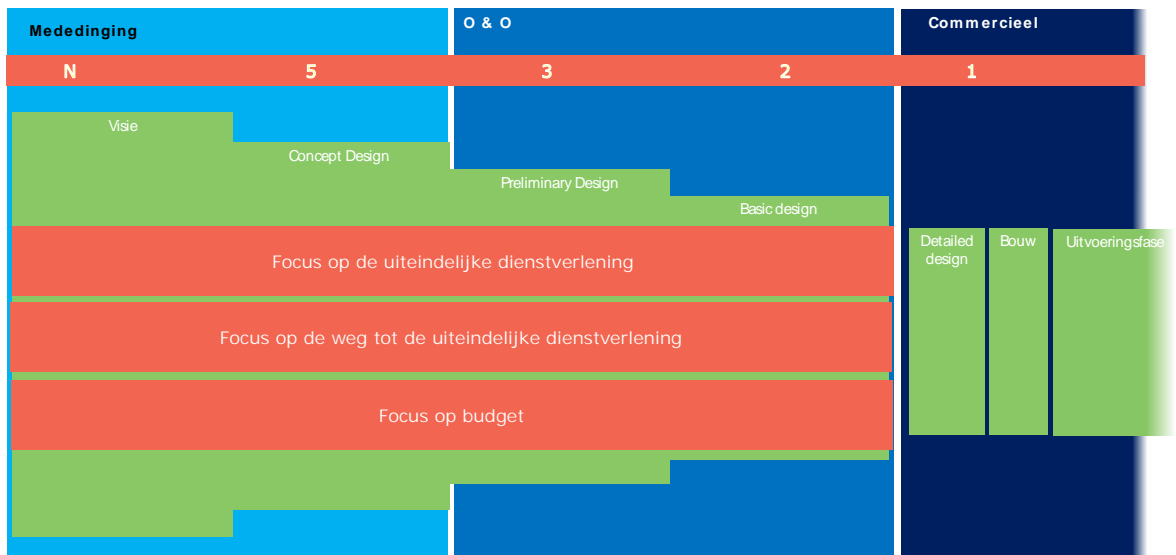 Mededinging
O & O
Commercieel
N 5 3 2 1
Visie
Concept Design
Preliminary Design
Basic design
Focus op de uiteindelijke dienstverlening
Detailed
design
Bouw
Uitvoeringsfase
Focus op de weg tot de uiteindelijke dienstverlening
Focus op budget